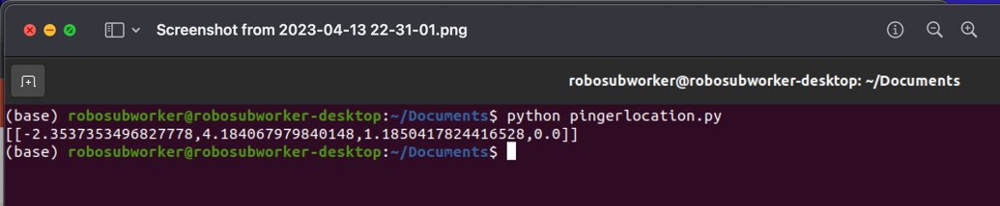 Screenshot from 2023-04-13 22-31-01.png
robosubworker@robosubworker-desktop: ~/Documents
(base) robosubworker@robosubworker-desktop:~/Documents$ python pingerlocation.py
[[-2.3537353496827778,4.184067979840148,1.1850417824416528,0.0]]
(base) robosubworker@robosubworker-desktop:~/Documents$